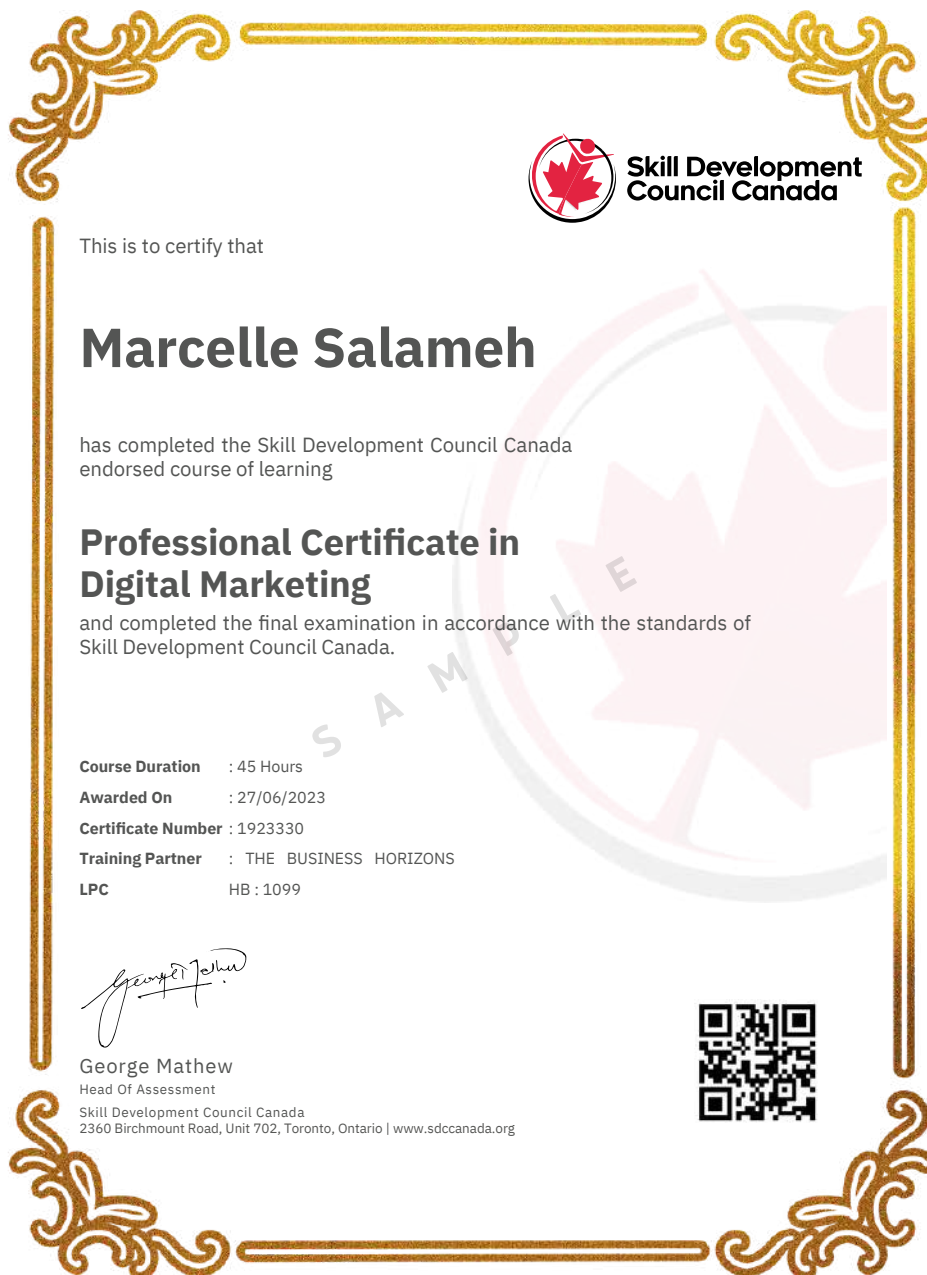 Skill Development
Council Canada
This is to certify that
Marcelle Salameh
has completed the Skill Development Council Canada
endorsed course of learning
Professional Certificate in
Digital Marketing
and completed the final examination in accordance with the standards of
Skill Development Council Canada.
SAMPLE
Course Duration : 45 Hours
Awarded On : 27/06/2023
Certificate Number : 1923330
Training Partner : THE BUSINESS HORIZONS
LPC HB : 1099
George Mathew
George Mathew
Head Of Assessment
Skill Development Council Canada
2360 Birchmount Road, Unit 702, Toronto, Ontario | www.sdccanada.org